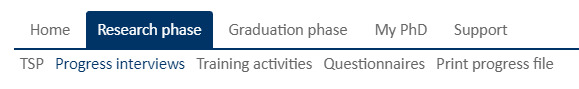 Home Research phase Graduation phase My PhD Support
TSP Progress interviews Training activities Questionnaires Print progress file